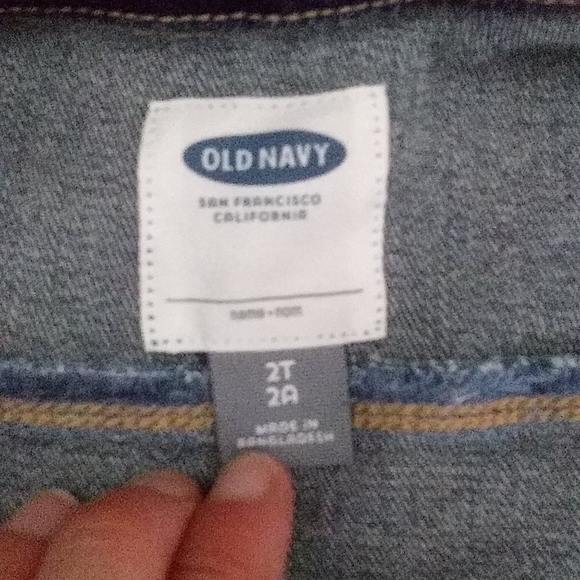 OLD NAVY
SAN FRANCISCO
CALIFORNIA
name • nom
2T
2A
MADE IN
BANGLADESH